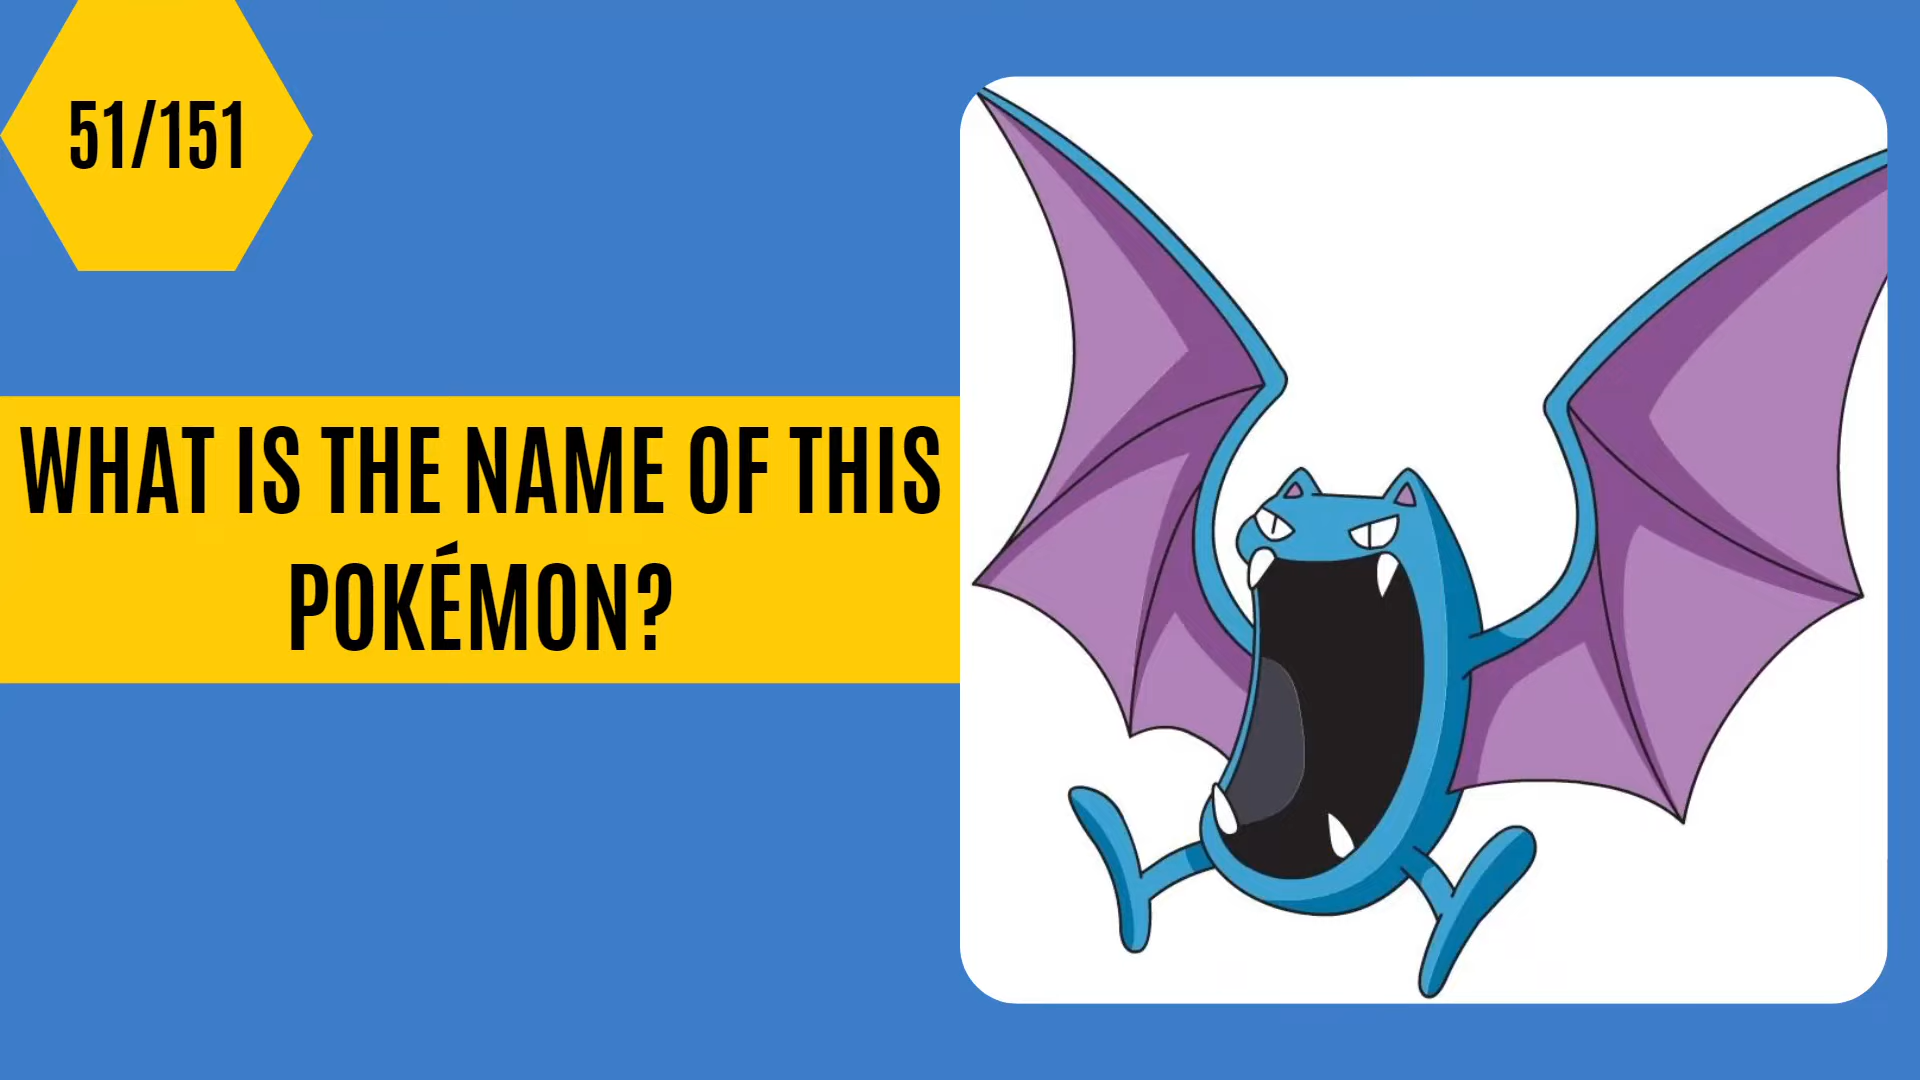 51/151
WHAT IS THE NAME OF THIS
POKÉMON?